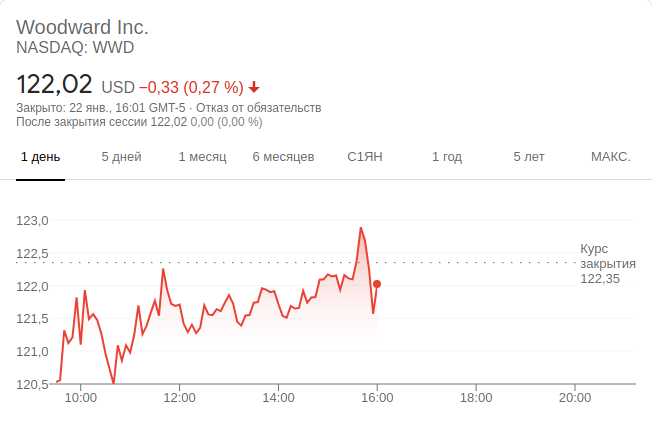 Woodward Inc.
NASDAQ: WWD
122,02 USD −0,33 (0,27 %)
Закрыто: 22 янв., 16:01 GMT-5 · Отказ от обязательств
После закрытия сессии 122,02 0,00 (0,00 %)
1 день 5 дней 1 месяц 6 месяцев С1ЯН 1 год 5 лет МАКС.
123,0
122,5
122,0
121,5
121,0
120,5
Курс
закрытия
122,35
10:00 12:00 14:00 16:00 18:00 20:00